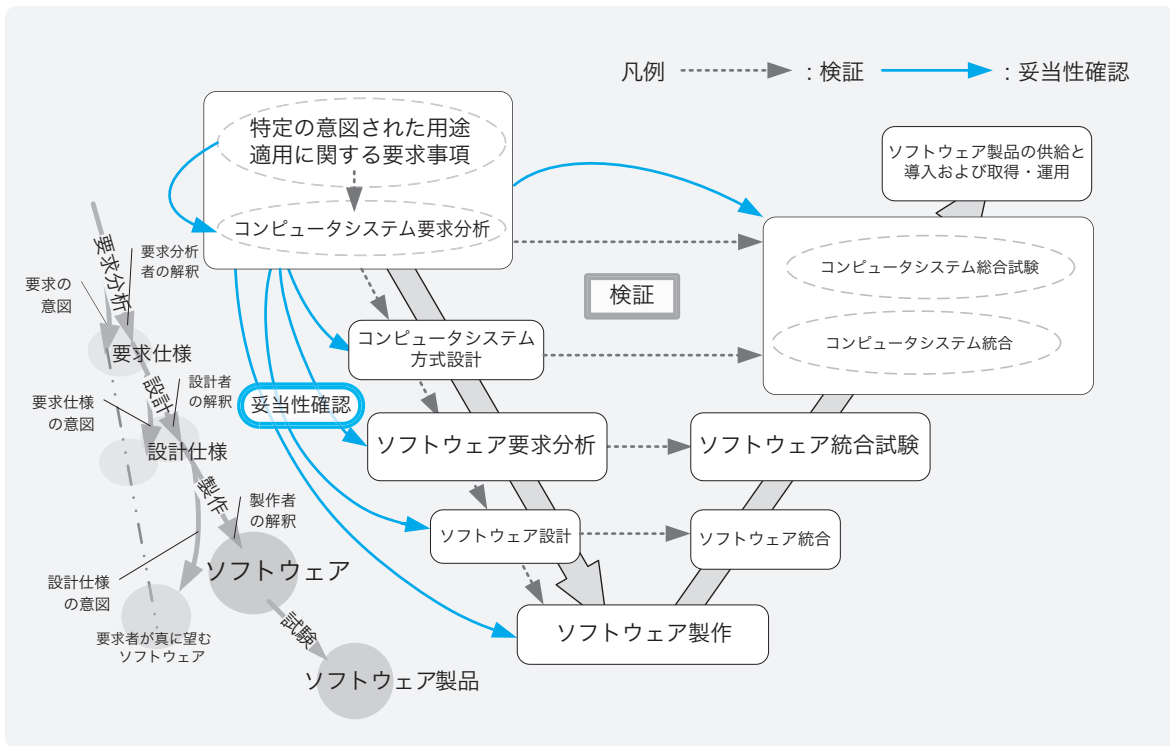 凡例 : 検証 : 妥当性確認
特定の意図された用途
適用に関する要求事項
コンピュータシステム要求分析
ソフトウェア製品の供給と
導入および取得・運用
コンピュータシステム総合試験
コンピュータシステム統合
検証
コンピュータシステム
方式設計
妥当性確認
ソフトウェア要求分析
ソフトウェア統合試験
ソフトウェア設計
ソフトウェア統合
ソフトウェア製作
要求分析
要求分析
者の解釈
要求の
意図
要求仕様
設計
設計者
の解釈
要求仕様
の意図
設計仕様
製作
製作者
の解釈
ソフトウェア
設計仕様
の意図
要求者が真に望む
ソフトウェア
試験
ソフトウェア製品